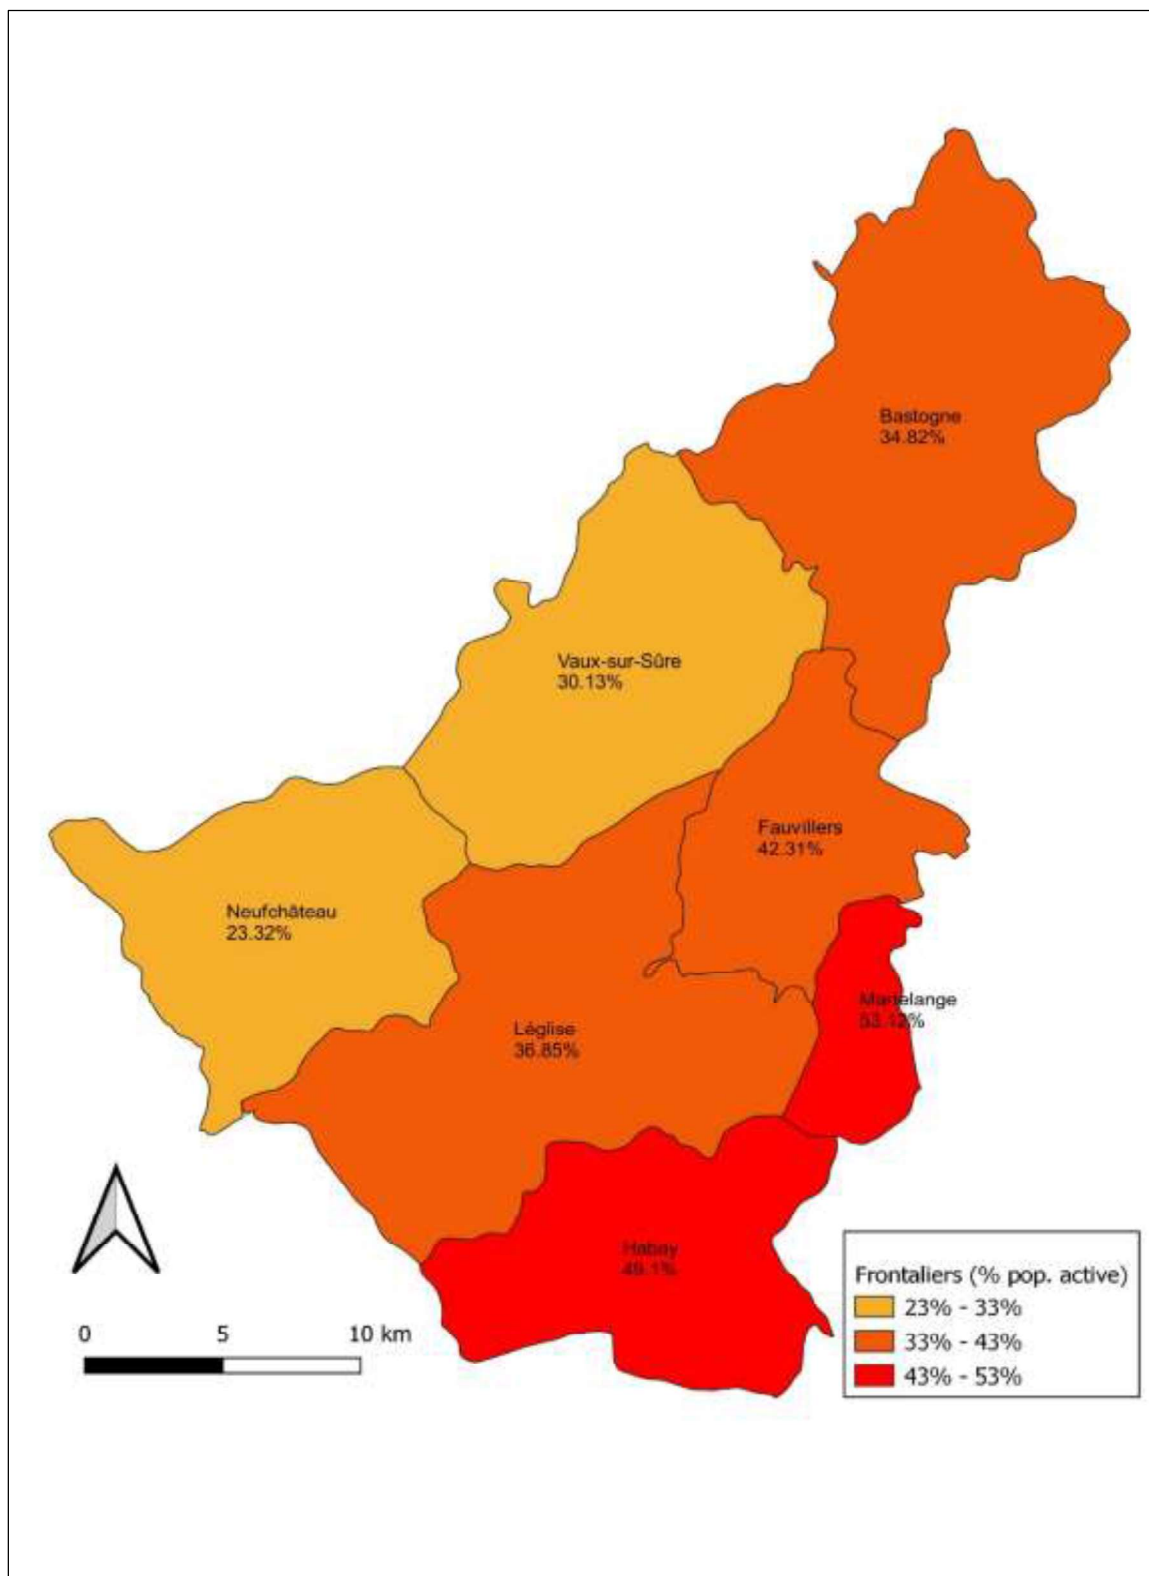 Bastogne
34.82%
Vaux-sur-Sûre
30.13%
Fauvillers
42.31%
Neufchâteau
23.32%
Martelange
53.12%
Léglise
36.85%
Habay
49.1%
0 5 10 km
Frontaliers (% pop. active)
23% - 33%
33% - 43%
43% - 53%